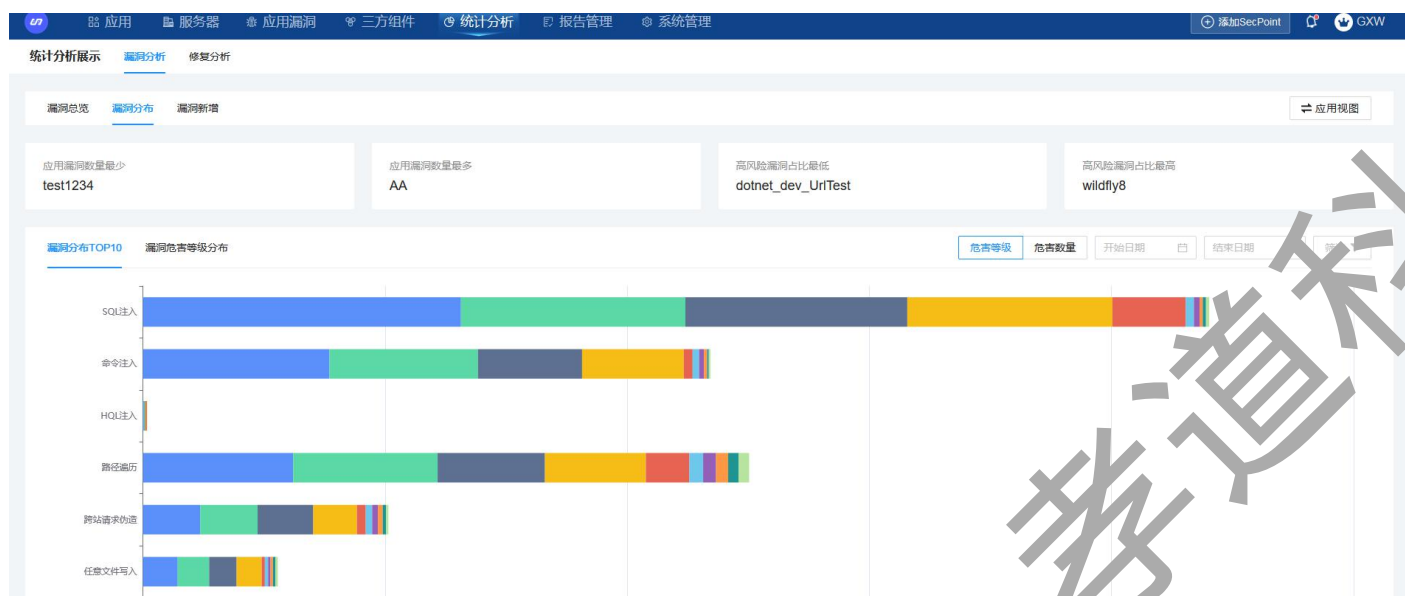 应用 服务器 应用漏洞 三方组件 统计分析 报告管理 系统管理 添加SecPoint GXW
统计分析展示 漏洞分析 修复分析
漏洞总览 漏洞分布 漏洞新增 应用视图
应用漏洞数量最少 应用漏洞数量最多 高风险漏洞占比最低 高风险漏洞占比最高
test1234 AA dotnet_dev_UrlTest wildfly8
漏洞分布TOP10 漏洞危害等级分布 危害等级 危害数量 开始日期 结束日期
SQL注入
命令注入
HQL注入
路径遍历
跨站请求伪造
任意文件写入
孝道科